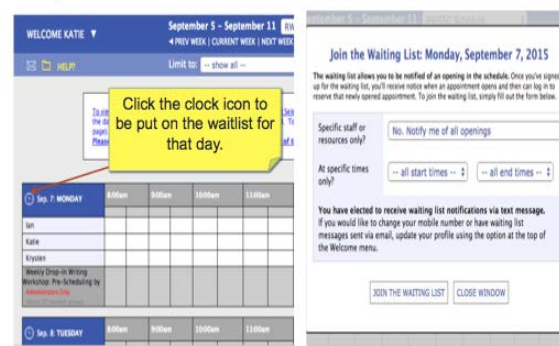 WELCOME KATIE ▼
September 5 - September 11
◄ PREV WEEK | CURRENT WEEK | NEXT WEEK
HELP?
Limit to: -- show all --
Click the clock icon to
be put on the waitlist for
that day.
Sep. 7: MONDAY
8:00am 9:00am 10:00am 11:00am
Ian
Katie
Krysten
Weekly Drop-in Writing
Workshop: Pre-Scheduling by
Sep. 8: TUESDAY
8:00am 9:00am 10:00am 11:00am
Join the Waiting List: Monday, September 7, 2015
The waiting list allows you to be notified of an opening in the schedule. Once you've signed
up for the waiting list, you'll receive notice when an appointment opens and then can log in to
reserve that newly opened appointment. To join the waiting list, simply fill out the form below.
Specific staff or
resources only?
No. Notify me of all openings
At specific times
only?
-- all start times --
-- all end times --
You have elected to receive waiting list notifications via text message.
If you would like to change your mobile number or have waiting list
messages sent via email, update your profile using the option at the top of
the Welcome menu.
JOIN THE WAITING LIST
CLOSE WINDOW